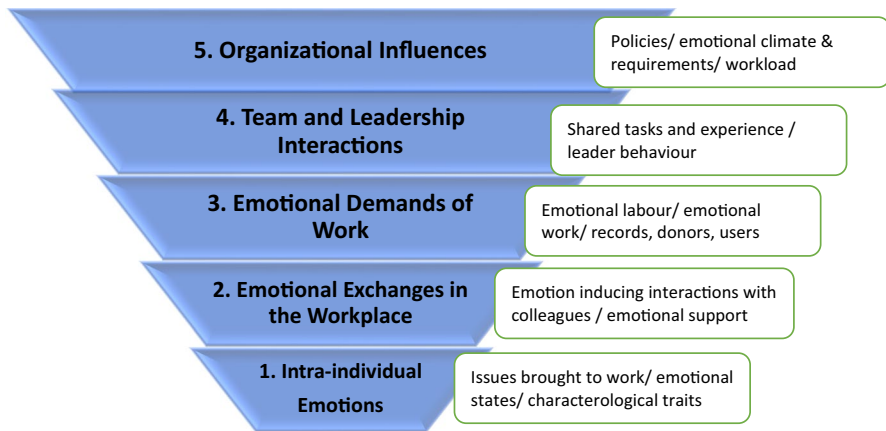 5. Organizational Influences
Policies/ emotional climate &
requirements/ workload
4. Team and Leadership
Interactions
Shared tasks and experience /
leader behaviour
3. Emotional Demands of
Work
Emotional labour/ emotional
work/ records, donors, users
2. Emotional Exchanges in
the Workplace
Emotion inducing interactions with
colleagues / emotional support
1. Intra-individual
Emotions
Issues brought to work/ emotional
states/ characterological traits